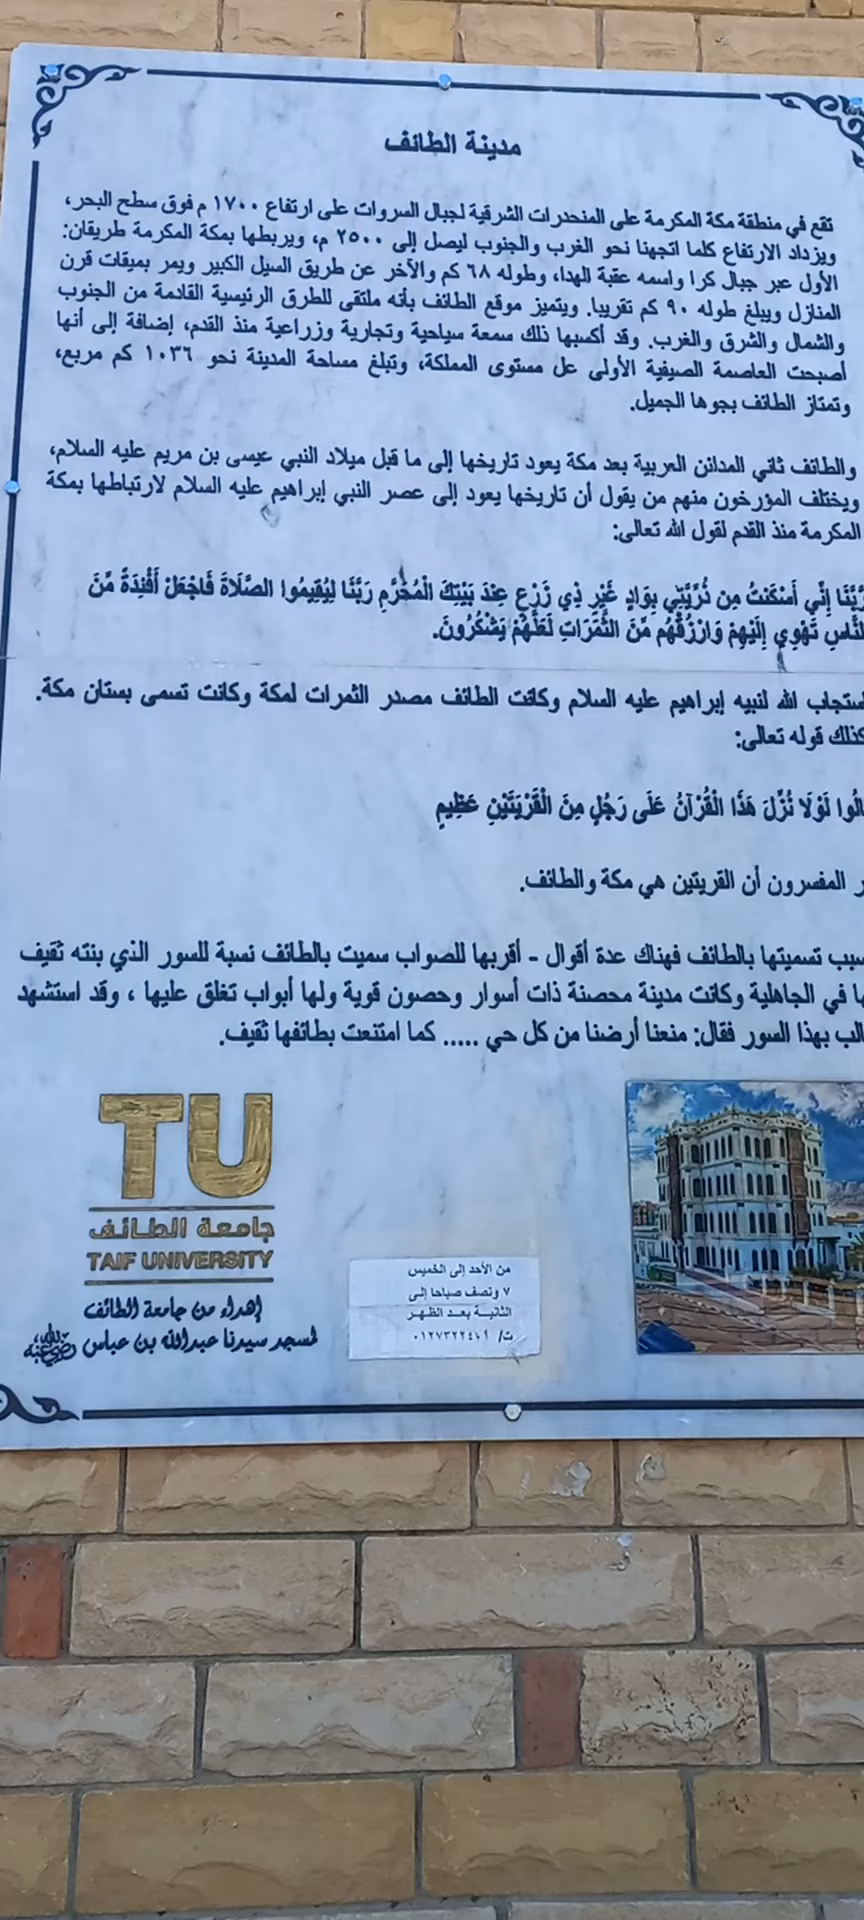 مدينة الطائف
تقع في منطقة مكة المكرمة على المنحدرات الشرقية لجبال السروات على ارتفاع ١٧٠٠ م فوق سطح البحر،
ويزداد الارتفاع كلما اتجهنا نحو الغرب والجنوب ليصل إلى ٢٥٠٠ م، ويربطها بمكة المكرمة طريقان:
الأول عبر جبال كرا واسمه عقبة الهدا، وطوله ٦٨ كم والآخر عن طريق السيل الكبير ويمر بميقات قرن
المنازل ويبلغ طوله ٩٠ كم تقريبا. ويتميز موقع الطائف بأنه ملتقى للطرق الرئيسية القادمة من الجنوب
والشمال والشرق والغرب. وقد أكسبها ذلك سمعة سياحية وتجارية وزراعية منذ القدم، إضافة إلى أنها
أصبحت العاصمة الصيفية الأولى عل مستوى المملكة، وتبلغ مساحة المدينة نحو ١٠٣٦ كم مربع،
وتمتاز الطائف بجوها الجميل.
والطائف ثاني المدائن العربية بعد مكة يعود تاريخها إلى ما قبل ميلاد النبي عيسى بن مريم عليه السلام،
ويختلف المؤرخون منهم من يقول أن تاريخها يعود إلى عصر النبي إبراهيم عليه السلام لارتباطها بمكة
المكرمة منذ القدم لقول الله تعالى:
رَّبَّنَا إِنِّي أَسْكَنتُ مِن ذُرِّيَّتِي بِوَادٍ غَيْرِ ذِي زَرْعٍ عِندَ بَيْتِكَ الْمُحَرَّمِ رَبَّنَا لِيُقِيمُوا الصَّلَاةَ فَاجْعَلْ أَفْئِدَةً مِّنَ
النَّاسِ تَهْوِي إِلَيْهِمْ وَارْزُقْهُم مِّنَ الثَّمَرَاتِ لَعَلَّهُمْ يَشْكُرُونَ.
ستجاب الله لنبيه إبراهيم عليه السلام وكانت الطائف مصدر الثمرات لمكة وكانت تسمى بستان مكة.
كذلك قوله تعالى:
الُوا لَوْلَا نُزِّلَ هَذَا الْقُرْآنُ عَلَى رَجُلٍ مِنَ الْقَرْيَتَيْنِ عَظِيمٍ
ر المفسرون أن القريتين هي مكة والطائف.
سبب تسميتها بالطائف فهناك عدة أقوال - أقربها للصواب سميت بالطائف نسبة للسور الذي بنته ثقيف
ا في الجاهلية وكانت مدينة محصنة ذات أسوار وحصون قوية ولها أبواب تغلق عليها ، وقد استشهد
الب بهذا السور فقال: منعنا أرضنا من كل حي ..... كما امتنعت بطائفها ثقيف.
TU
جامعة الطائف
TAIF UNIVERSITY
إهداء من جامعة الطائف
لمسجد سيدنا عبدالله بن عباس رضي الله عنه
من الأحد إلى الخميس
٧ ونصف صباحا إلى
الثانية بعد الظهر
ت/ ٠١٢٧٣٢٢٤٠١